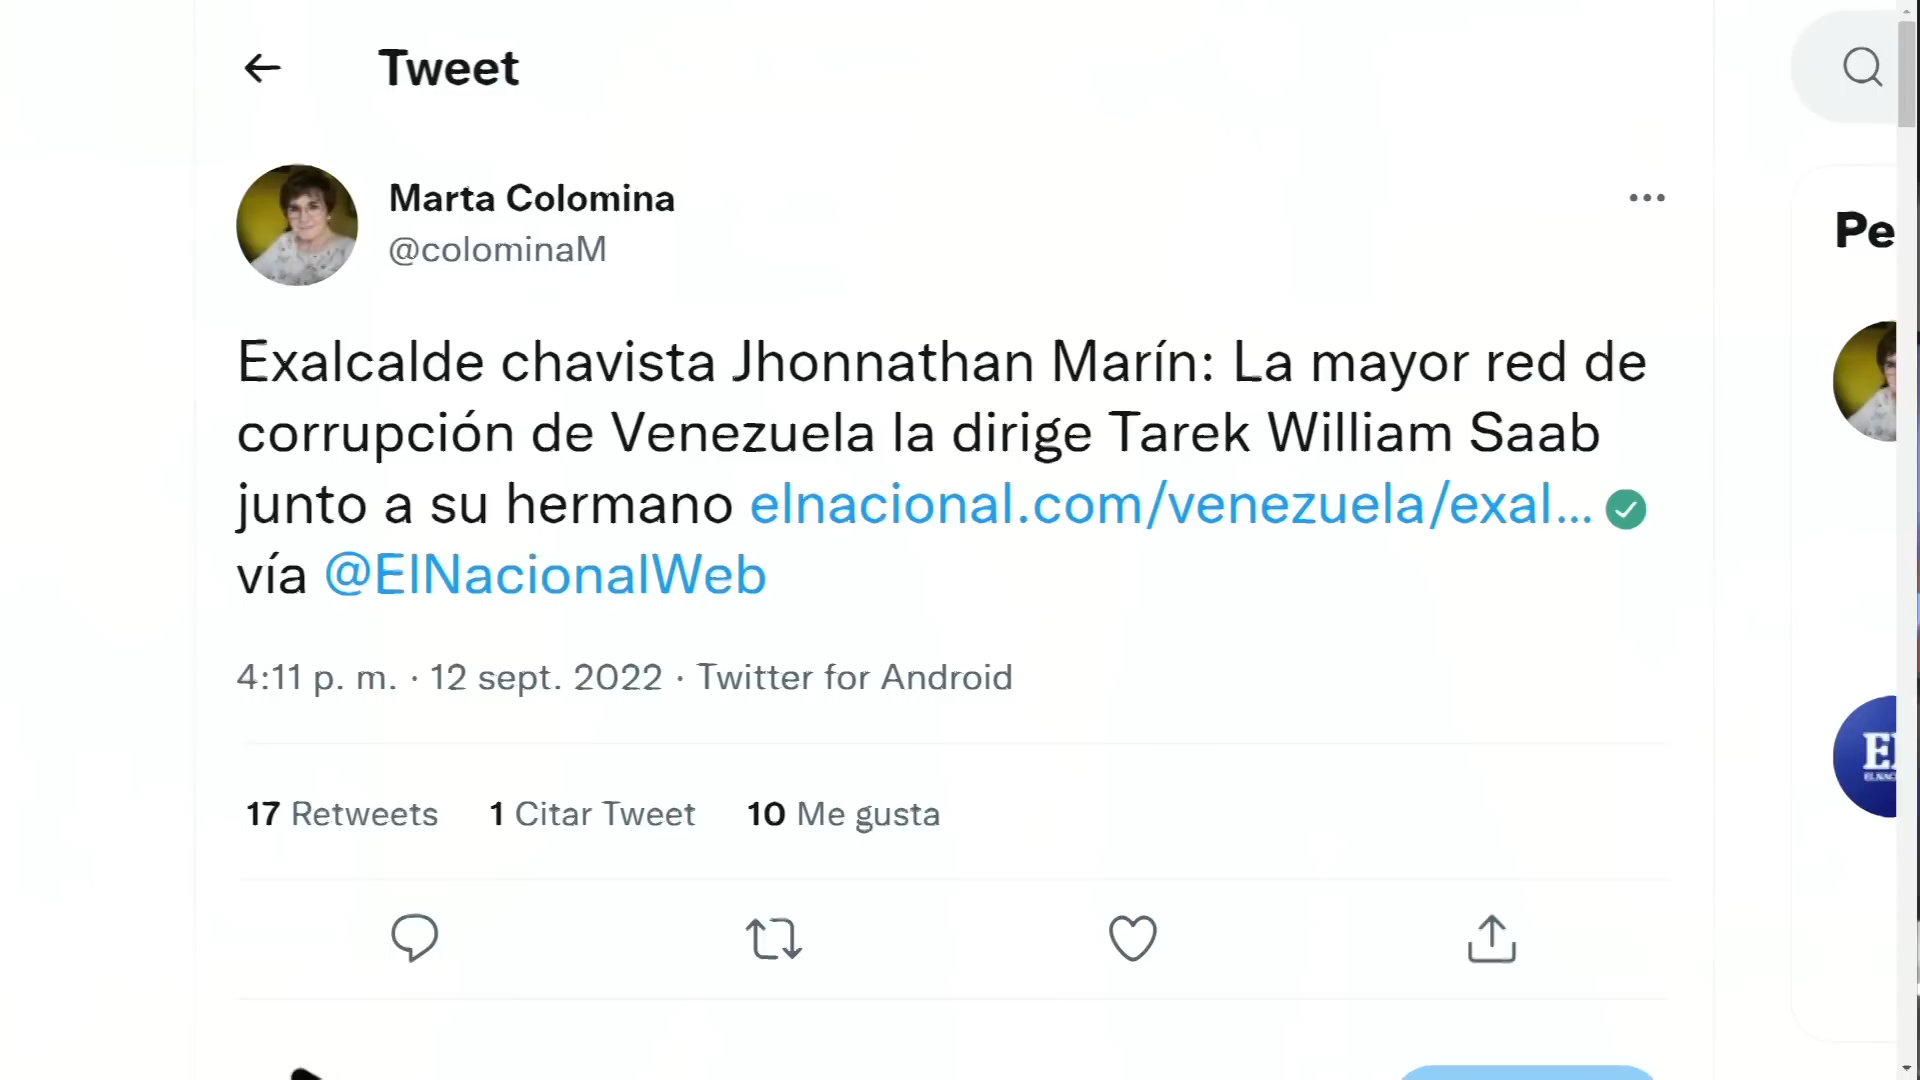 Tweet
Marta Colomina
@colominaM
Exalcalde chavista Jhonnathan Marín: La mayor red de
corrupción de Venezuela la dirige Tarek William Saab
junto a su hermano elnacional.com/venezuela/exal...
vía @ElNacionalWeb
4:11 p. m. · 12 sept. 2022 · Twitter for Android
17 Retweets 1 Citar Tweet 10 Me gusta
Pe